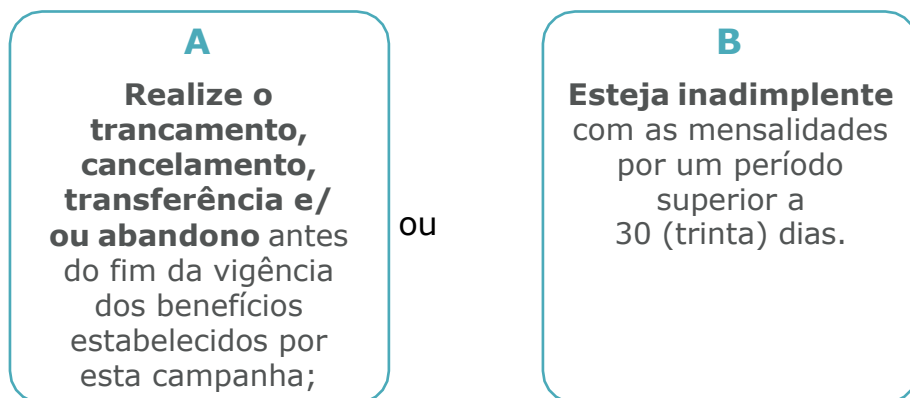 A
Realize o
trancamento,
cancelamento,
transferência e/
ou abandono antes
do fim da vigência
dos benefícios
estabelecidos por
esta campanha;
ou
B
Esteja inadimplente
com as mensalidades
por um período
superior a
30 (trinta) dias.